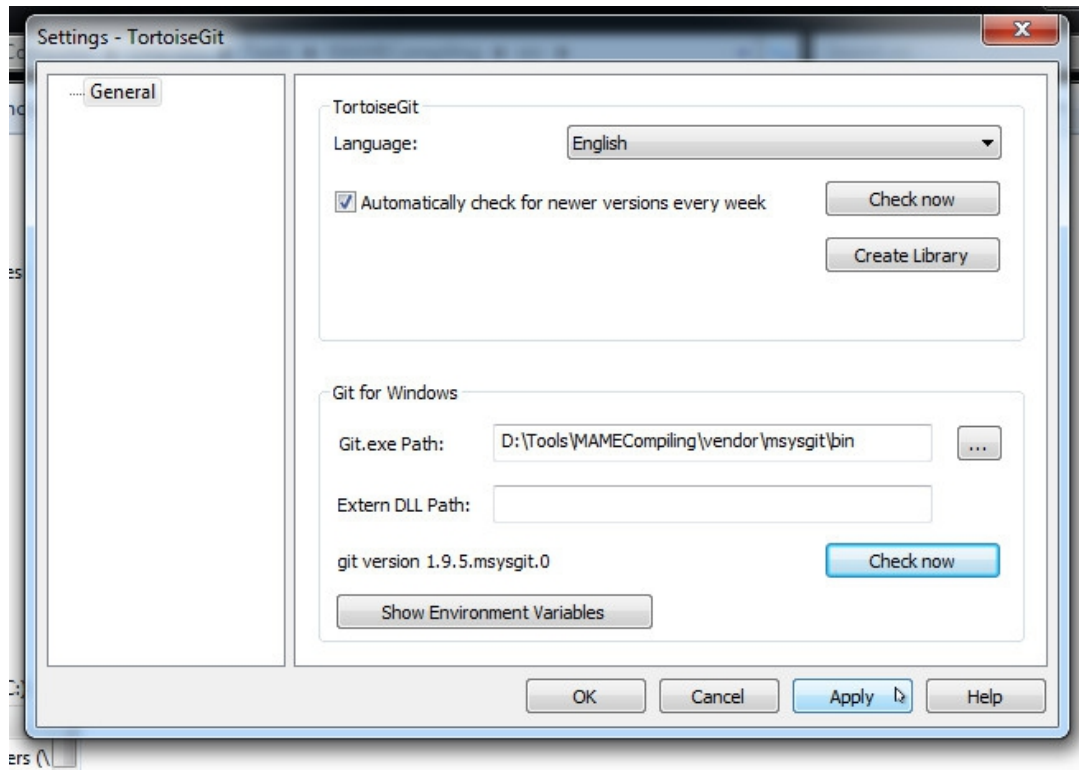 Settings - TortoiseGit
General
TortoiseGit
Language:
English
Automatically check for newer versions every week
Check now
Create Library
Git for Windows
Git.exe Path:
D:\Tools\MAMECompiling\vendor\msysgit\bin
...
Extern DLL Path:
git version 1.9.5.msysgit.0
Check now
Show Environment Variables
OK
Cancel
Apply
Help
es
C:)
ers (\